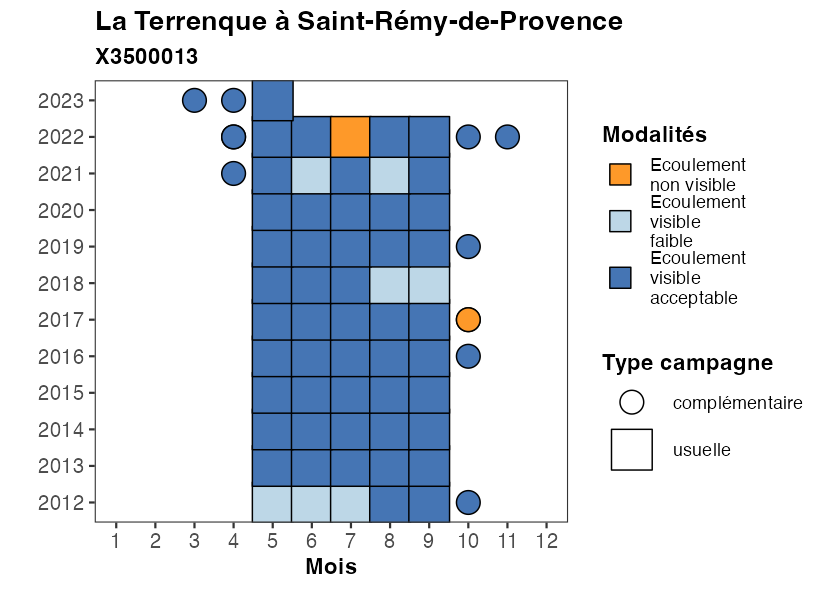 La Terrenque à Saint-Rémy-de-Provence
X3500013
2023
2022
2021
2020
2019
2018
2017
2016
2015
2014
2013
2012
1 2 3 4 5 6 7 8 9 10 11 12
Mois
Modalités
Ecoulement
non visible
Ecoulement
visible
faible
Ecoulement
visible
acceptable
Type campagne
complémentaire
usuelle